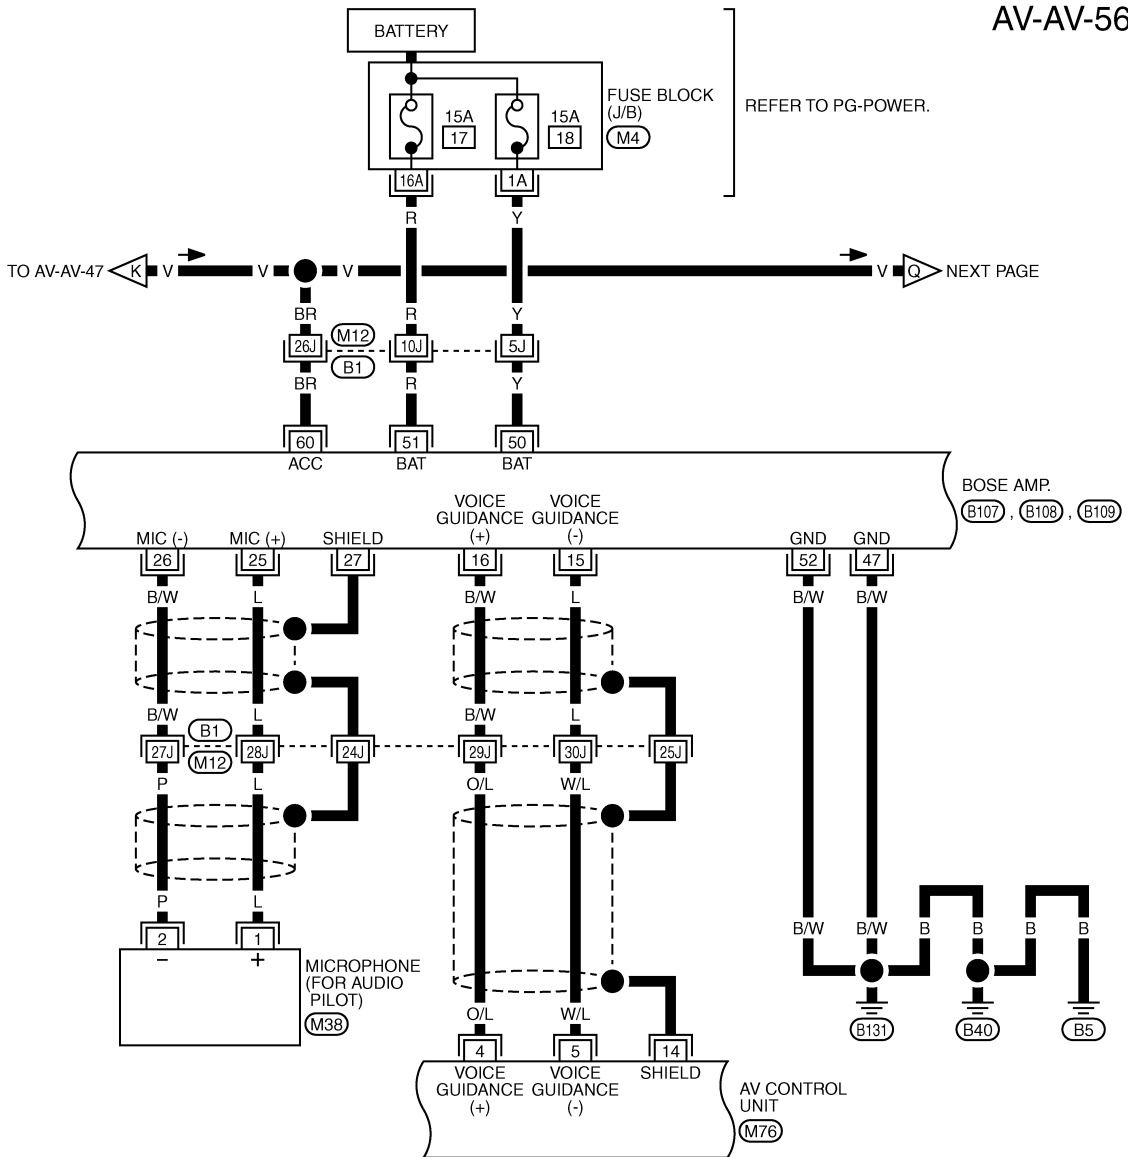 AV-AV-56
BATTERY
FUSE BLOCK
(J/B)
M4
15A
17
15A
18
REFER TO PG-POWER.
16A
1A
R
Y
TO AV-AV-47
K
V
V
V
V
Q
NEXT PAGE
BR
R
Y
M12
26J
10J
5J
B1
BR
R
Y
60
51
50
ACC
BAT
BAT
BOSE AMP.
B107 , B108 , B109
VOICE
GUIDANCE
(+)
VOICE
GUIDANCE
(-)
MIC (-)
MIC (+)
SHIELD
GND
GND
26
25
27
16
15
52
47
B/W
L
B/W
L
B/W
B/W
B/W
L
B/W
L
B1
27J
28J
24J
29J
30J
25J
M12
P
L
O/L
W/L
P
L
B/W
B/W
B
B
B
B
2
1
–
+
MICROPHONE
(FOR AUDIO
PILOT)
M38
O/L
W/L
B131
B40
B5
4
5
14
VOICE
GUIDANCE
(+)
VOICE
GUIDANCE
(-)
SHIELD
AV CONTROL
UNIT
M76